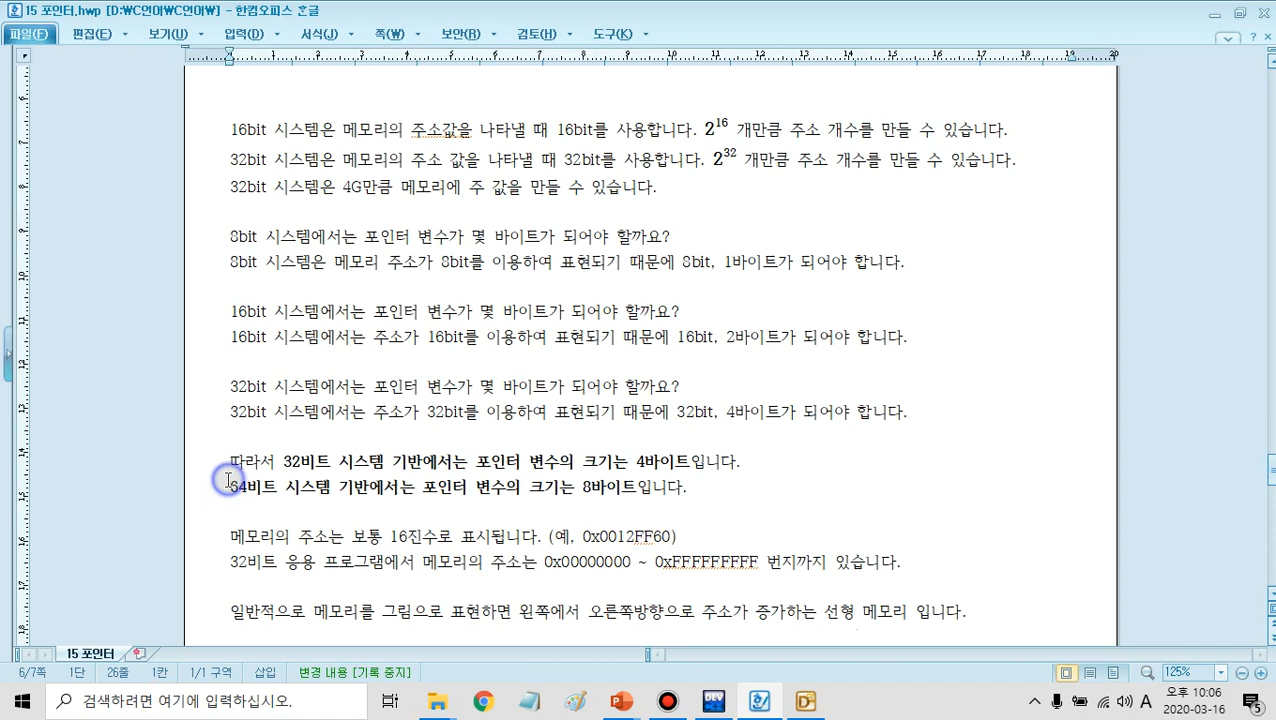 15 포인터.hwp [D:₩C언어₩C언어₩] - 한컴오피스 한글
파일(F) 편집(E) 보기(U) 입력(D) 서식(J) 쪽(W) 보안(R) 검토(H) 도구(K)
1 2 3 4 5 6 7 8 9 10 11 12 13 14 15 16 17 18 19 20
16bit 시스템은 메모리의 주소값을 나타낼 때 16bit를 사용합니다. 2^16 개만큼 주소 개수를 만들 수 있습니다.
32bit 시스템은 메모리의 주소 값을 나타낼 때 32bit를 사용합니다. 2^32 개만큼 주소 개수를 만들 수 있습니다.
32bit 시스템은 4G만큼 메모리에 주 값을 만들 수 있습니다.
8bit 시스템에서는 포인터 변수가 몇 바이트가 되어야 할까요?
8bit 시스템은 메모리 주소가 8bit를 이용하여 표현되기 때문에 8bit, 1바이트가 되어야 합니다.
16bit 시스템에서는 포인터 변수가 몇 바이트가 되어야 할까요?
16bit 시스템에서는 주소가 16bit를 이용하여 표현되기 때문에 16bit, 2바이트가 되어야 합니다.
32bit 시스템에서는 포인터 변수가 몇 바이트가 되어야 할까요?
32bit 시스템에서는 주소가 32bit를 이용하여 표현되기 때문에 32bit, 4바이트가 되어야 합니다.
따라서 32비트 시스템 기반에서는 포인터 변수의 크기는 4바이트입니다.
64비트 시스템 기반에서는 포인터 변수의 크기는 8바이트입니다.
메모리의 주소는 보통 16진수로 표시됩니다. (예, 0x0012FF60)
32비트 응용 프로그램에서 메모리의 주소는 0x00000000 ~ 0xFFFFFFFFF 번지까지 있습니다.
일반적으로 메모리를 그림으로 표현하면 왼쪽에서 오른쪽방향으로 주소가 증가하는 선형 메모리 입니다.
15 포인터
6/7쪽 1단 26줄 1칸 1/1 구역 삽입 변경 내용 [기록 중지] 125%
검색하려면 여기에 입력하십시오. DEV A 오후 10:06
2020-03-16 5